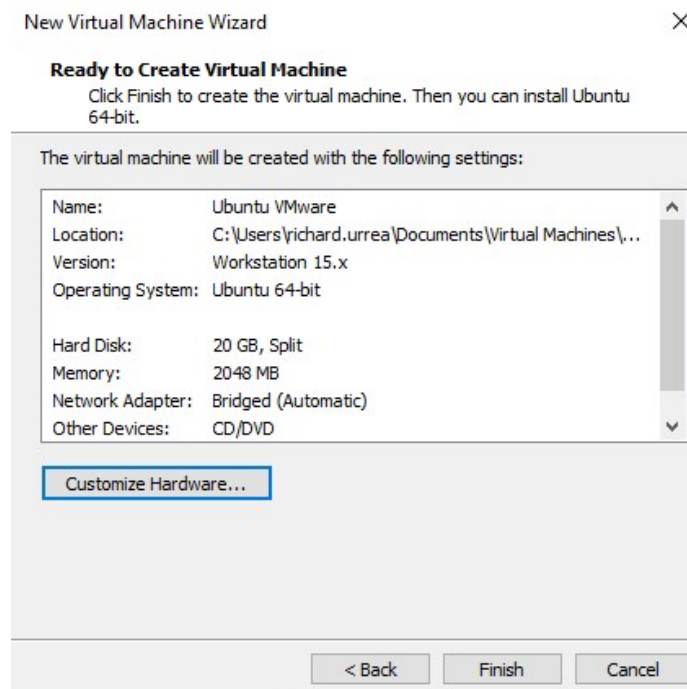 New Virtual Machine Wizard
Ready to Create Virtual Machine
Click Finish to create the virtual machine. Then you can install Ubuntu
64-bit.
The virtual machine will be created with the following settings:
Name: Ubuntu VMware
Location: C:\Users\richard.urrea\Documents\Virtual Machines\...
Version: Workstation 15.x
Operating System: Ubuntu 64-bit
Hard Disk: 20 GB, Split
Memory: 2048 MB
Network Adapter: Bridged (Automatic)
Other Devices: CD/DVD
Customize Hardware...
< Back Finish Cancel